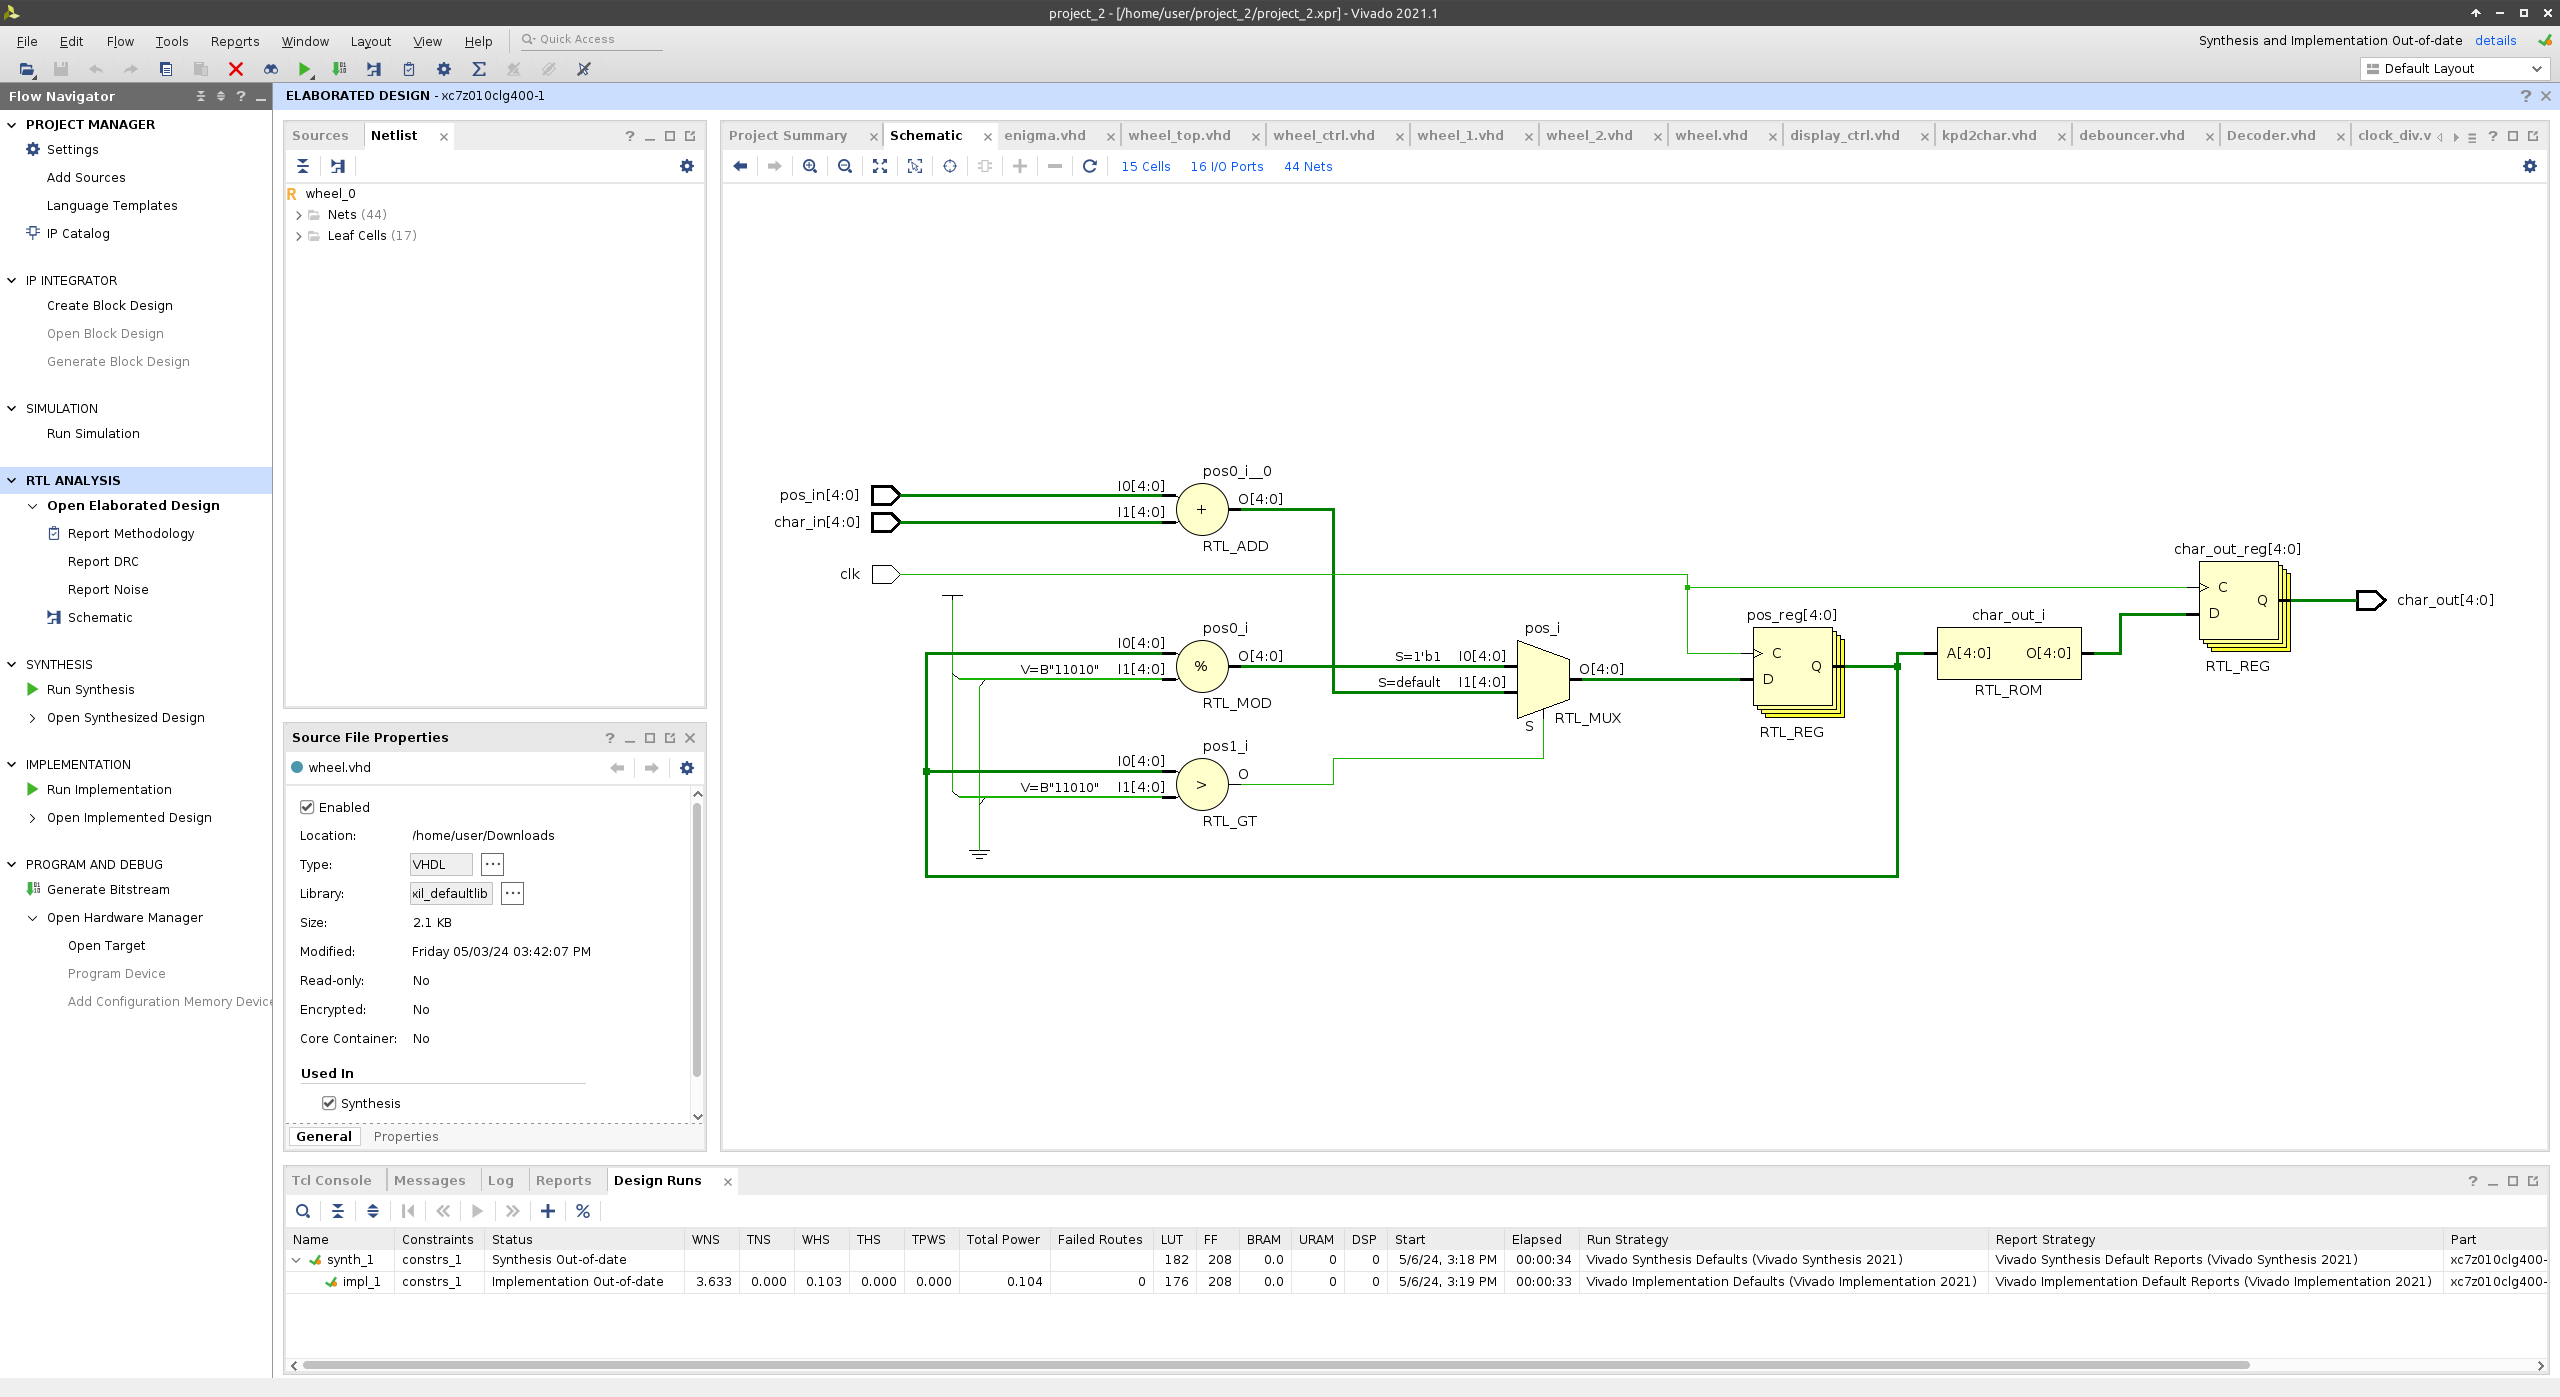 project_2 - [/home/user/project_2/project_2.xpr] - Vivado 2021.1
File Edit Flow Tools Reports Window Layout View Help Quick Access
Synthesis and Implementation Out-of-date details
Default Layout
Flow Navigator
PROJECT MANAGER
Settings
Add Sources
Language Templates
IP Catalog
IP INTEGRATOR
Create Block Design
Open Block Design
Generate Block Design
SIMULATION
Run Simulation
RTL ANALYSIS
Open Elaborated Design
Report Methodology
Report DRC
Report Noise
Schematic
SYNTHESIS
Run Synthesis
Open Synthesized Design
IMPLEMENTATION
Run Implementation
Open Implemented Design
PROGRAM AND DEBUG
Generate Bitstream
Open Hardware Manager
Open Target
Program Device
Add Configuration Memory Device
ELABORATED DESIGN - xc7z010clg400-1
Sources Netlist
R wheel_0
Nets (44)
Leaf Cells (17)
Source File Properties
wheel.vhd
Enabled
Location: /home/user/Downloads
Type: VHDL
Library: xil_defaultlib
Size: 2.1 KB
Modified: Friday 05/03/24 03:42:07 PM
Read-only: No
Encrypted: No
Core Container: No
Used In
Synthesis
General Properties
Project Summary Schematic enigma.vhd wheel_top.vhd wheel_ctrl.vhd wheel_1.vhd wheel_2.vhd wheel.vhd display_ctrl.vhd kpd2char.vhd debouncer.vhd Decoder.vhd clock_div.v
15 Cells 16 I/O Ports 44 Nets
pos0_i__0
pos_in[4:0] I0[4:0] O[4:0]
+
char_in[4:0] I1[4:0]
RTL_ADD
clk
pos0_i
I0[4:0] O[4:0]
%
V=B"11010" I1[4:0]
RTL_MOD
pos1_i
I0[4:0] O
>
V=B"11010" I1[4:0]
RTL_GT
pos_i
S=1'b1 I0[4:0] O[4:0]
S=default I1[4:0]
S RTL_MUX
pos_reg[4:0]
C Q
D
RTL_REG
char_out_i
A[4:0] O[4:0]
RTL_ROM
char_out_reg[4:0]
C Q
D
RTL_REG
char_out[4:0]
Tcl Console Messages Log Reports Design Runs
Name Constraints Status WNS TNS WHS THS TPWS Total Power Failed Routes LUT FF BRAM URAM DSP Start Elapsed Run Strategy Report Strategy Part
synth_1 constrs_1 Synthesis Out-of-date 182 208 0.0 0 0 5/6/24, 3:18 PM 00:00:34 Vivado Synthesis Defaults (Vivado Synthesis 2021) Vivado Synthesis Default Reports (Vivado Synthesis 2021) xc7z010clg400-
impl_1 constrs_1 Implementation Out-of-date 3.633 0.000 0.103 0.000 0.000 0.104 0 176 208 0.0 0 0 5/6/24, 3:19 PM 00:00:33 Vivado Implementation Defaults (Vivado Implementation 2021) Vivado Implementation Default Reports (Vivado Implementation 2021) xc7z010clg400-